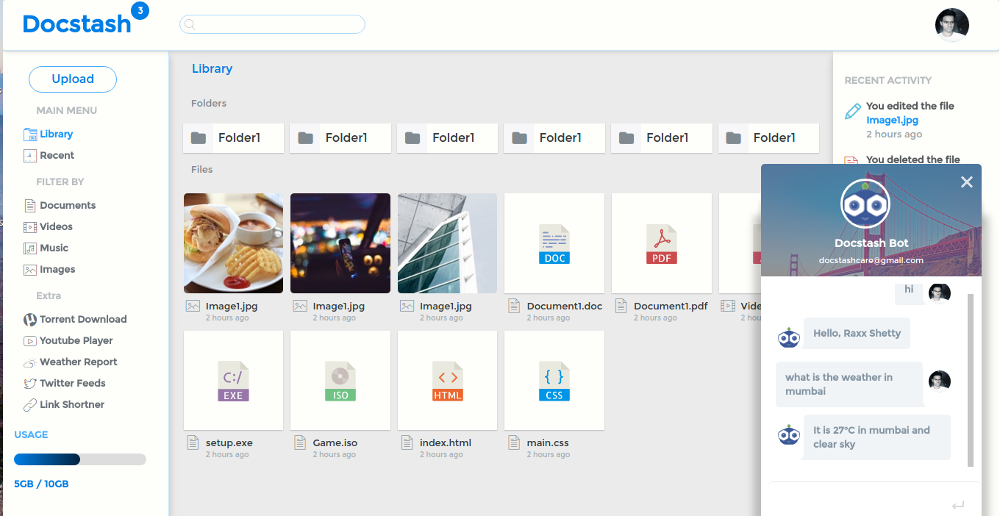 Docstash
3
Upload
MAIN MENU
Library
Recent
FILTER BY
Documents
Videos
Music
Images
Extra
Torrent Download
Youtube Player
Weather Report
Twitter Feeds
Link Shortner
USAGE
5GB / 10GB
Library
Folders
Folder1
Folder1
Folder1
Folder1
Folder1
Folder1
Files
DOC
PDF
Image1.jpg
2 hours ago
Image1.jpg
2 hours ago
Image1.jpg
2 hours ago
Document1.doc
2 hours ago
Document1.pdf
2 hours ago
C:/
EXE
ISO
< >
HTML
{ }
CSS
setup.exe
2 hours ago
Game.iso
2 hours ago
index.html
2 hours ago
main.css
2 hours ago
RECENT ACTIVITY
You edited the file
Image1.jpg
2 hours ago
You deleted the file
Docstash Bot
docstashcare@gmail.com
hi
Hello, Raxx Shetty
what is the weather in
mumbai
It is 27°C in mumbai and
clear sky